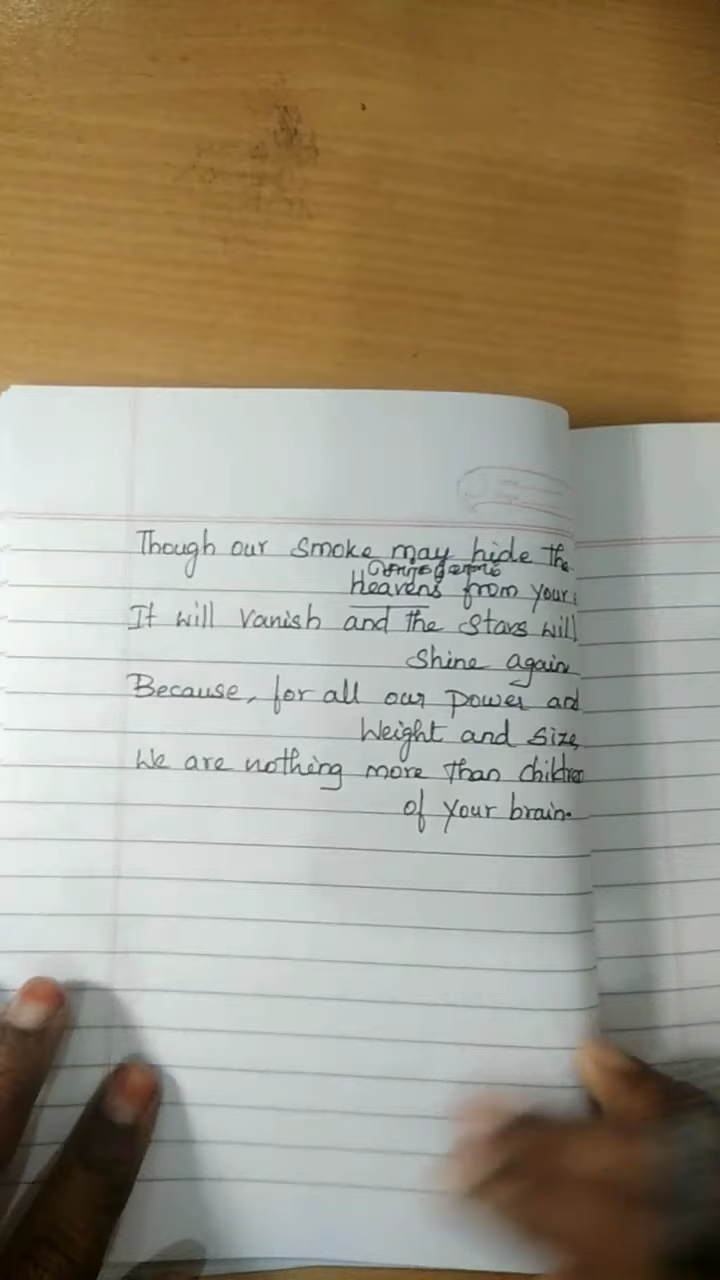 Though our smoke may hide the
Heavens from your
It will vanish and the stars will
shine again
Because, for all our power and
Weight and size,
We are nothing more than children
of your brain.